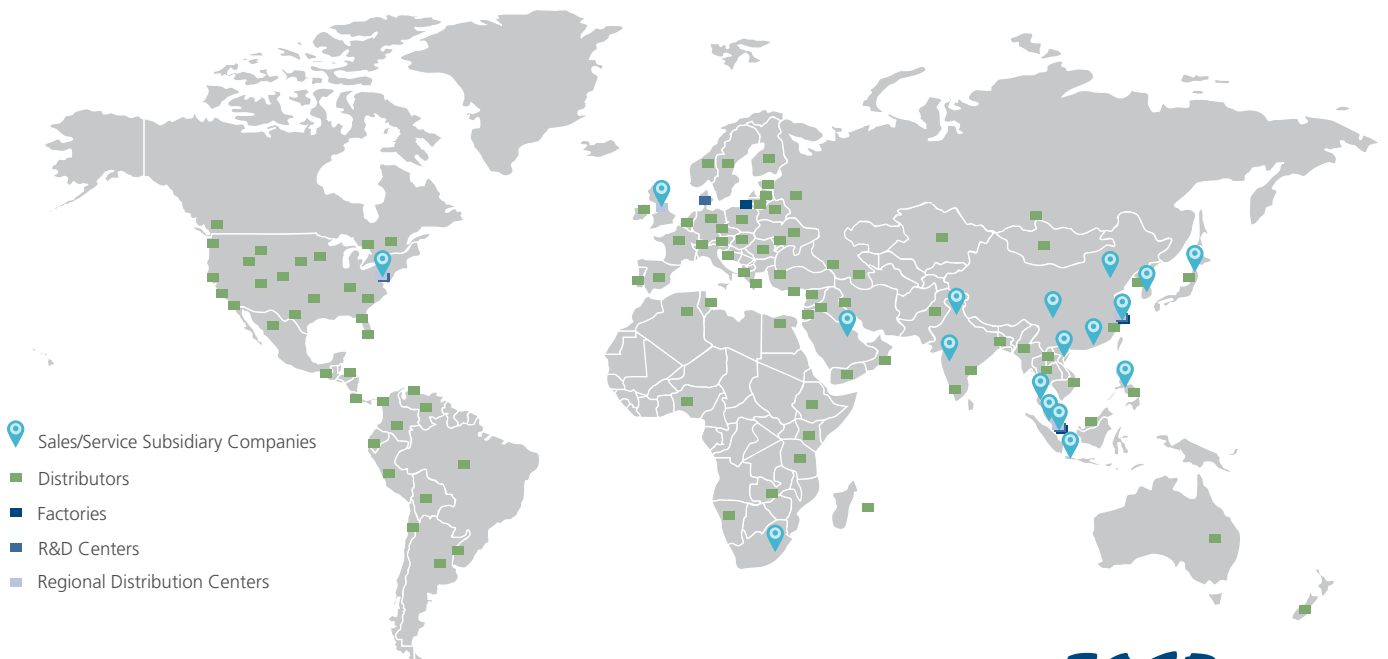 Sales/Service Subsidiary Companies
Distributors
Factories
R&D Centers
Regional Distribution Centers